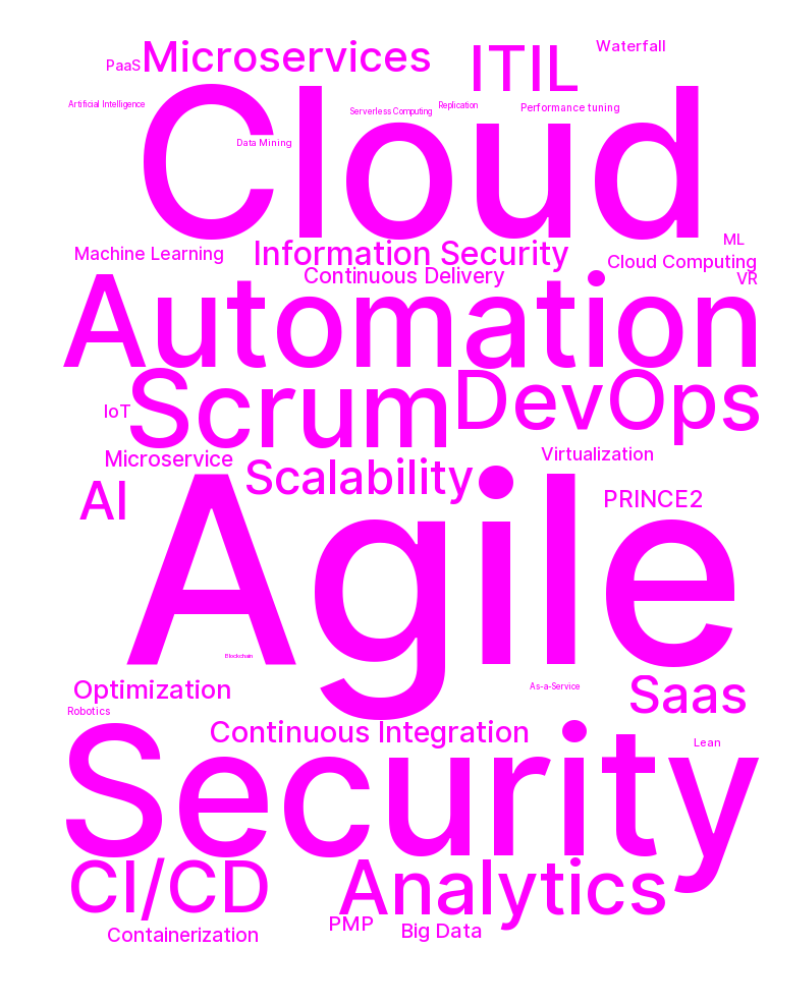 Microservices
ITIL
Waterfall
PaaS
Artificial Intelligence
Serverless Computing
Replication
Performance tuning
Cloud
Data Mining
ML
Machine Learning
Information Security
Cloud Computing
Continuous Delivery
VR
Automation
Scrum
DevOps
IoT
Microservice
Virtualization
Scalability
AI
PRINCE2
Agile
Blockchain
Optimization
As-a-Service
Saas
Robotics
Continuous Integration
Lean
Security
CI/CD
Analytics
PMP
Big Data
Containerization